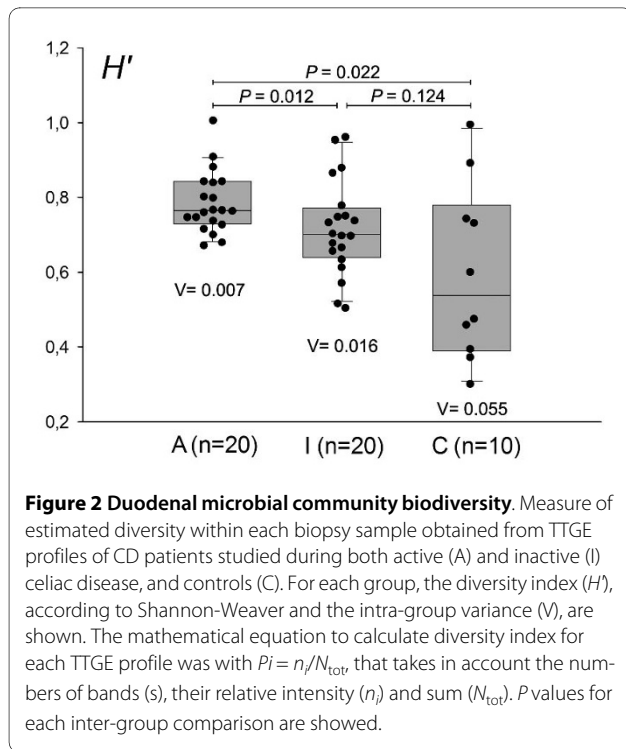 1,2
H'
P = 0.022
P = 0.012
P = 0.124
1,0
0,8
0,6
0,4
0,2
V= 0.007
V= 0.016
V= 0.055
A (n=20)
I (n=20)
C (n=10)
Figure 2 Duodenal microbial community biodiversity. Measure of
estimated diversity within each biopsy sample obtained from TTGE
profiles of CD patients studied during both active (A) and inactive (I)
celiac disease, and controls (C). For each group, the diversity index (H'),
according to Shannon-Weaver and the intra-group variance (V), are
shown. The mathematical equation to calculate diversity index for
each TTGE profile was with Pi = ni/Ntot, that takes in account the num-
bers of bands (s), their relative intensity (ni) and sum (Ntot). P values for
each inter-group comparison are showed.